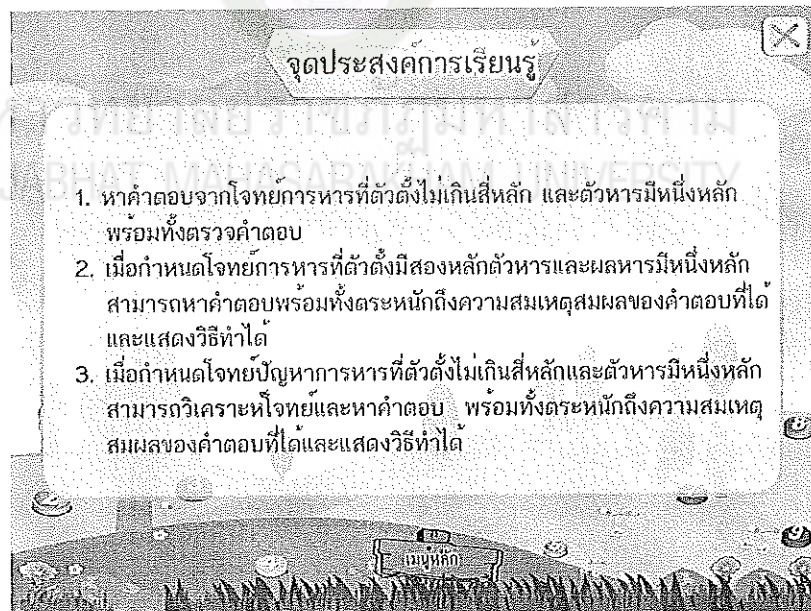 จุดประสงค์การเรียนรู้
JABHAT MAHASARAKHAM UNIVERSITY
1. หาคำตอบจากโจทย์การหารที่ตัวตั้งไม่เกินสี่หลัก และตัวหารมีหนึ่งหลัก
พร้อมทั้งตรวจคำตอบ
2. เมื่อกำหนดโจทย์การหารที่ตัวตั้งมีสองหลักตัวหารและผลหารมีหนึ่งหลัก
สามารถหาคำตอบพร้อมทั้งตระหนักถึงความสมเหตุสมผลของคำตอบที่ได้
และแสดงวิธีทำได้
3. เมื่อกำหนดโจทย์ปัญหาการหารที่ตัวตั้งไม่เกินสี่หลักและตัวหารมีหนึ่งหลัก
สามารถวิเคราะห์โจทย์และหาคำตอบ พร้อมทั้งตระหนักถึงความสมเหตุ
สมผลของคำตอบที่ได้และแสดงวิธีทำได้
เมนูหลัก